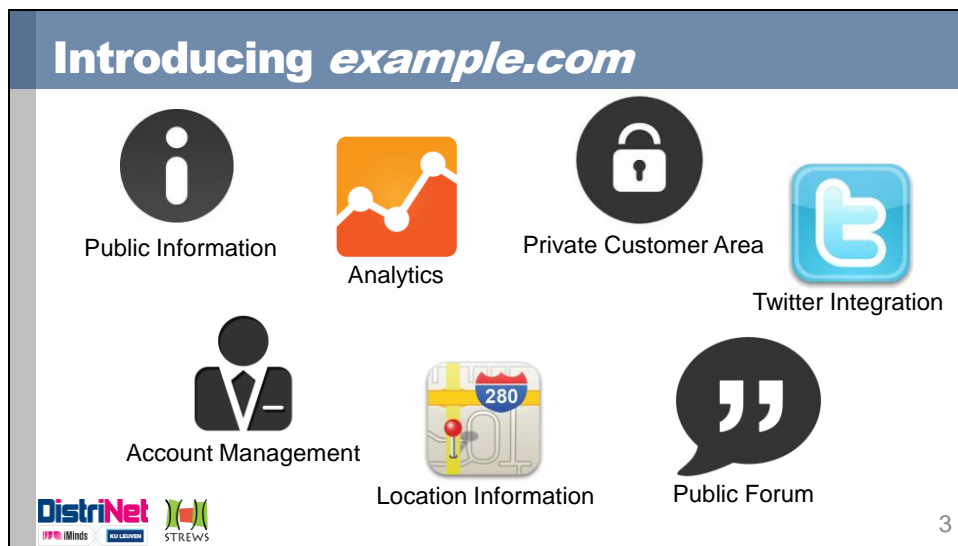 Introducing example.com
Public Information
Analytics
Private Customer Area
Twitter Integration
280
Account Management
Location Information
Public Forum
DistriNet
iMinds
KU LEUVEN
STREWS
3